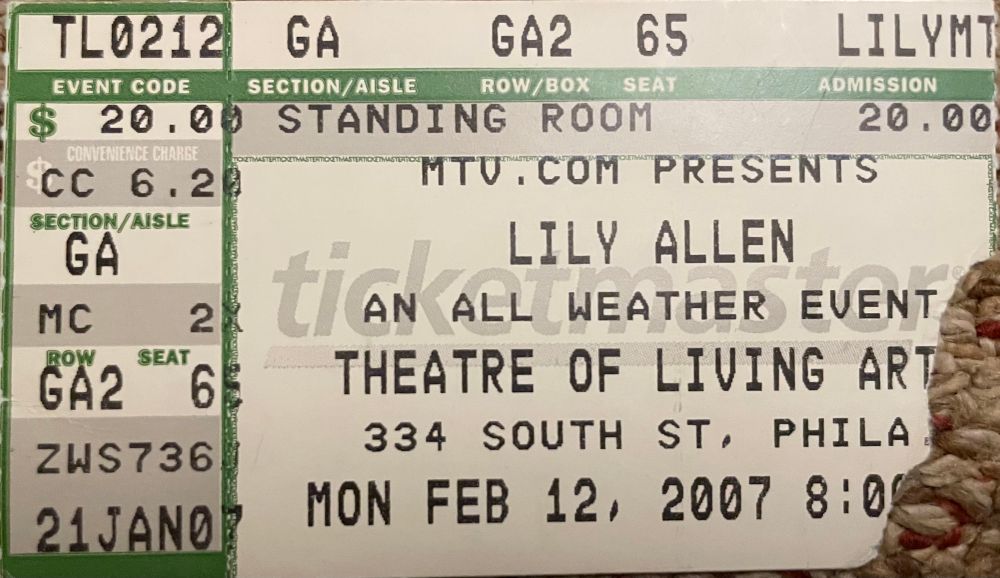 TL0212 GA GA2 65 LILYMT
EVENT CODE SECTION/AISLE ROW/BOX SEAT ADMISSION
$ 20.00 STANDING ROOM 20.00
CONVENIENCE CHARGE
$ CC 6.20
TICKETMASTERTICKETMASTERTICKETMASTER
MTV.COM PRESENTS
SECTION/AISLE
GA
LILY ALLEN
ticketmaster
AN ALL WEATHER EVENT
MC 2X
ROW SEAT
GA2 65
THEATRE OF LIVING ART
334 SOUTH ST, PHILA
ZWS736
MON FEB 12, 2007 8:00
21JAN07